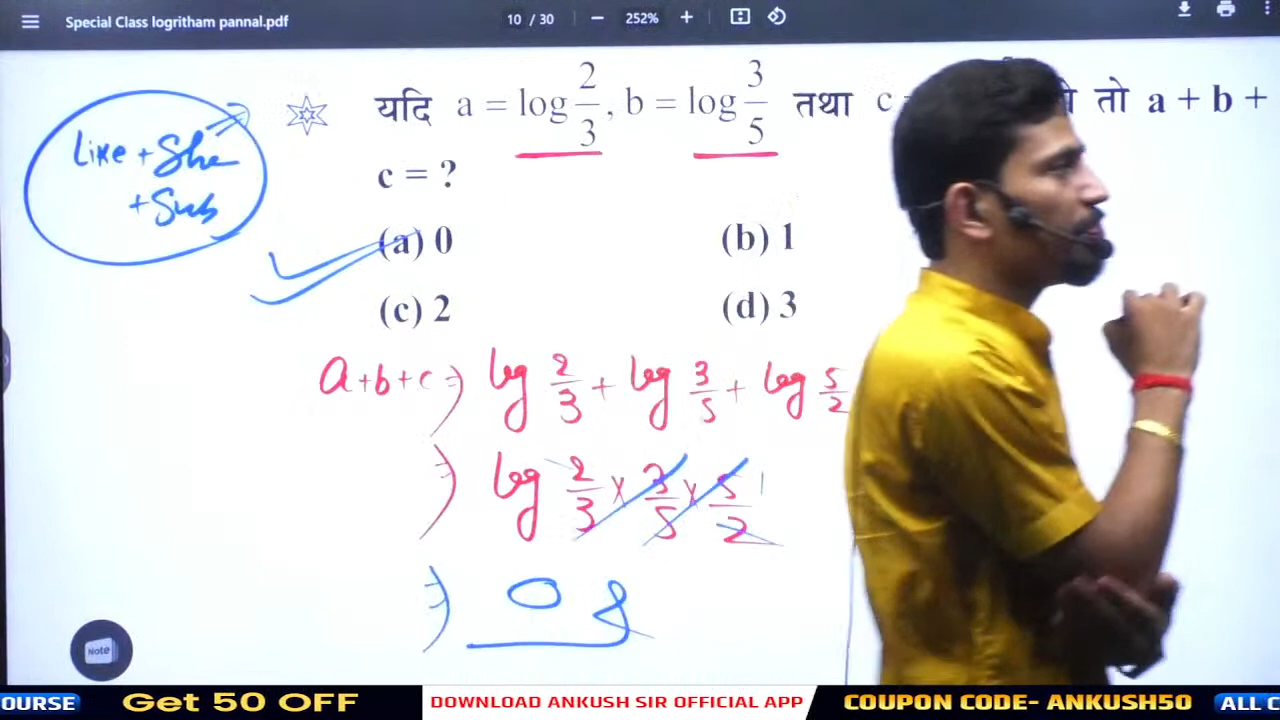 Special Class logritham pannal.pdf
10 / 30
252%
Like + Sha
+ Sub
यदि a = log 2/3 , b = log 3/5 तथा c तो a + b +
c = ?
(a) 0
(b) 1
(c) 2
(d) 3
a+b+c ⇒ log 2/3 + log 3/5 + log 5/2
⇒ log 2/3 × 3/5 × 5/2
⇒ 0
Note
OURSE
Get 50 OFF
DOWNLOAD ANKUSH SIR OFFICIAL APP
COUPON CODE- ANKUSH50
ALL C